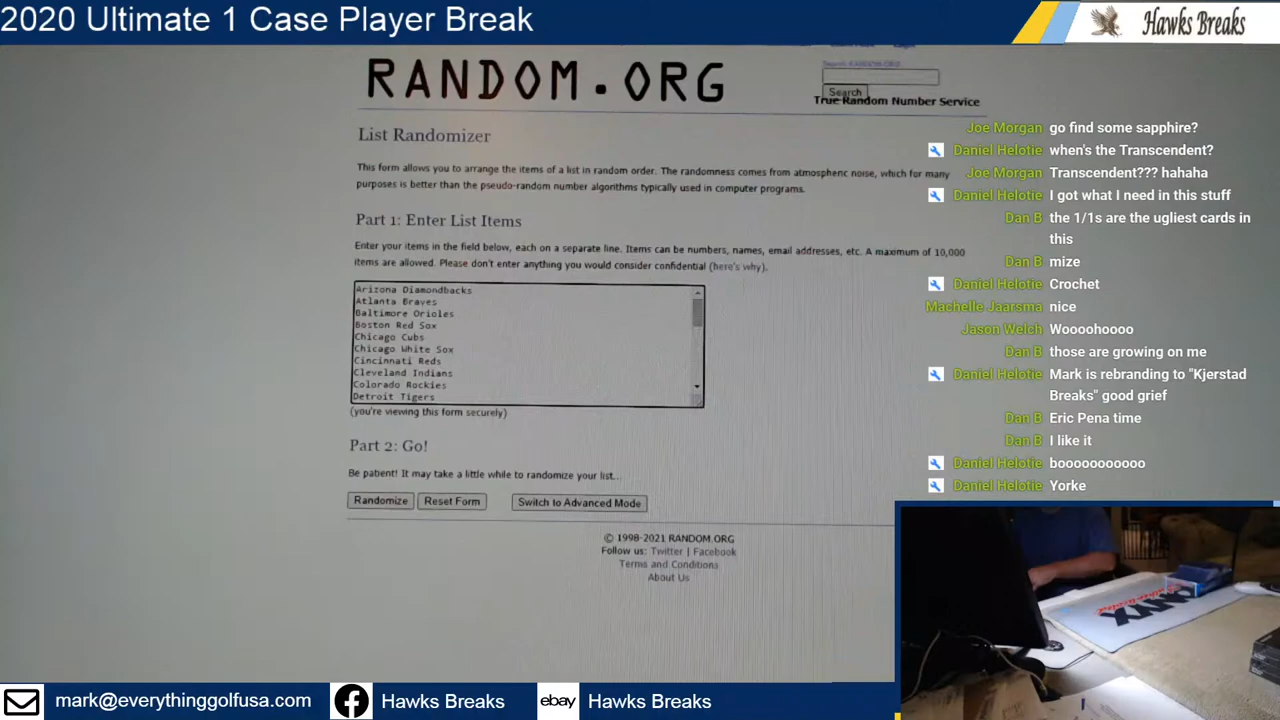 2020 Ultimate 1 Case Player Break
Hawks Breaks
RANDOM.ORG
Search
True Random Number Service
List Randomizer
This form allows you to arrange the items of a list in random order. The randomness comes from atmospheric noise, which for many
purposes is better than the pseudo-random number algorithms typically used in computer programs.
Part 1: Enter List Items
Enter your items in the field below, each on a separate line. Items can be numbers, names, email addresses, etc. A maximum of 10,000
items are allowed. Please don't enter anything you would consider confidential (here's why).
Arizona Diamondbacks
Atlanta Braves
Baltimore Orioles
Boston Red Sox
Chicago Cubs
Chicago White Sox
Cincinnati Reds
Cleveland Indians
Colorado Rockies
Detroit Tigers
(you're viewing this form securely)
Part 2: Go!
Be patient! It may take a little while to randomize your list...
Randomize Reset Form Switch to Advanced Mode
© 1998-2021 RANDOM.ORG
Follow us: Twitter | Facebook
Terms and Conditions
About Us
Joe Morgan go find some sapphire?
Daniel Helotie when's the Transcendent?
Joe Morgan Transcendent??? hahaha
Daniel Helotie I got what I need in this stuff
Dan B the 1/1s are the ugliest cards in
this
Dan B mize
Daniel Helotie Crochet
Machelle Jaarsma nice
Jason Welch Woooohoooo
Dan B those are growing on me
Daniel Helotie Mark is rebranding to "Kjerstad
Breaks" good grief
Dan B Eric Pena time
Dan B I like it
Daniel Helotie booooooooooo
Daniel Helotie Yorke
mark@everythinggolfusa.com
Hawks Breaks
ebay
Hawks Breaks